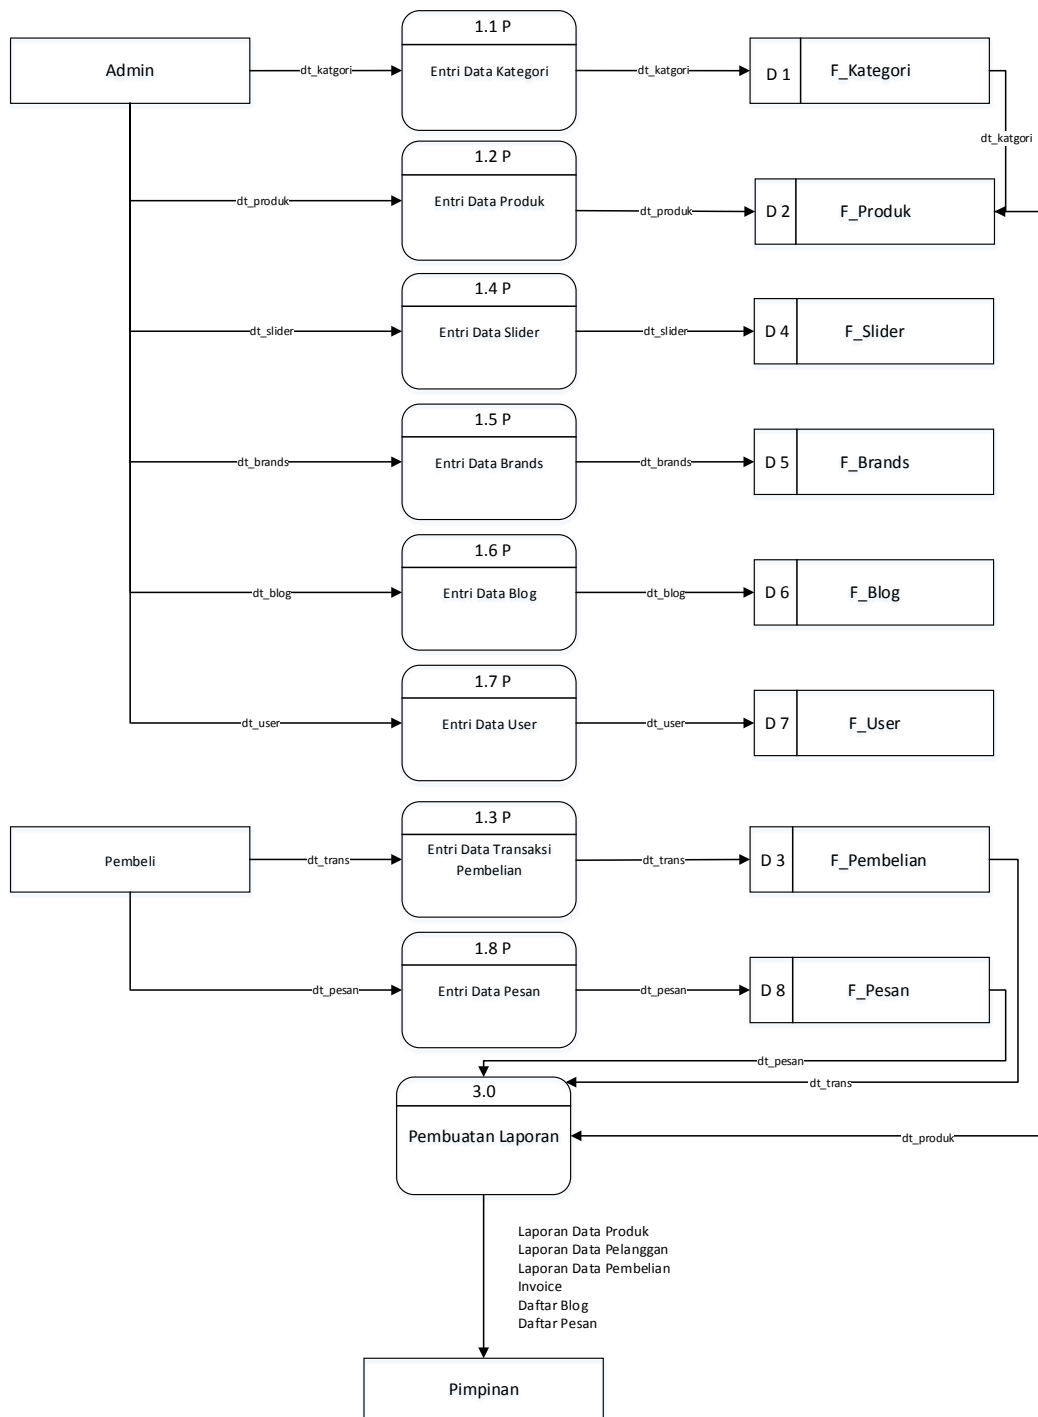 1.1 P
Admin
dt_katgori
Entri Data Kategori
dt_katgori
D 1
F_Kategori
dt_katgori
1.2 P
dt_produk
Entri Data Produk
dt_produk
D 2
F_Produk
1.4 P
dt_slider
Entri Data Slider
dt_slider
D 4
F_Slider
1.5 P
dt_brands
Entri Data Brands
dt_brands
D 5
F_Brands
1.6 P
dt_blog
Entri Data Blog
dt_blog
D 6
F_Blog
1.7 P
dt_user
Entri Data User
dt_user
D 7
F_User
1.3 P
Pembeli
dt_trans
Entri Data Transaksi
Pembelian
dt_trans
D 3
F_Pembelian
1.8 P
dt_pesan
Entri Data Pesan
dt_pesan
D 8
F_Pesan
dt_pesan
dt_trans
3.0
Pembuatan Laporan
dt_produk
Laporan Data Produk
Laporan Data Pelanggan
Laporan Data Pembelian
Invoice
Daftar Blog
Daftar Pesan
Pimpinan